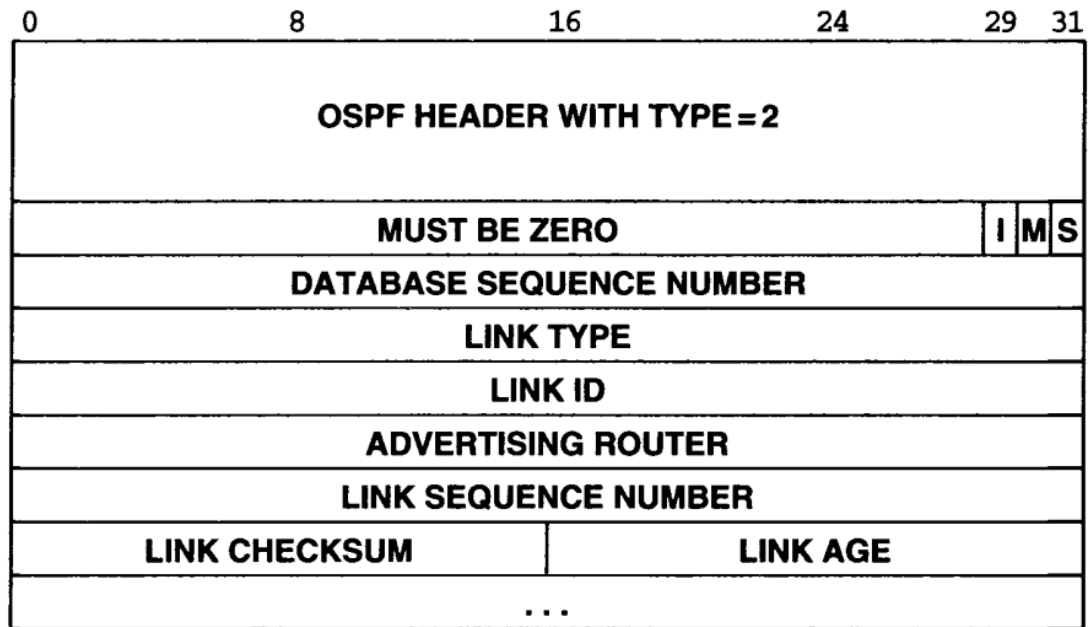 0 8 16 24 29 31
OSPF HEADER WITH TYPE = 2
MUST BE ZERO I M S
DATABASE SEQUENCE NUMBER
LINK TYPE
LINK ID
ADVERTISING ROUTER
LINK SEQUENCE NUMBER
LINK CHECKSUM LINK AGE
. . .